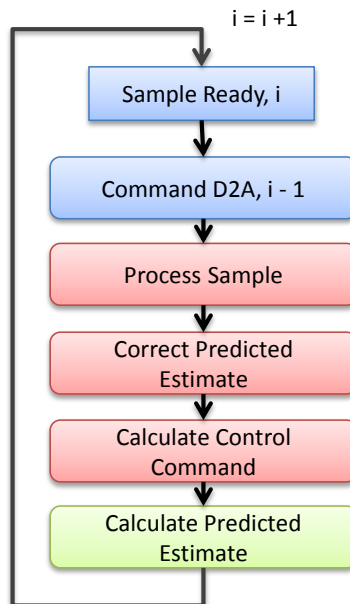 i = i +1
Sample Ready, i
Command D2A, i - 1
Process Sample
Correct Predicted
Estimate
Calculate Control
Command
Calculate Predicted
Estimate